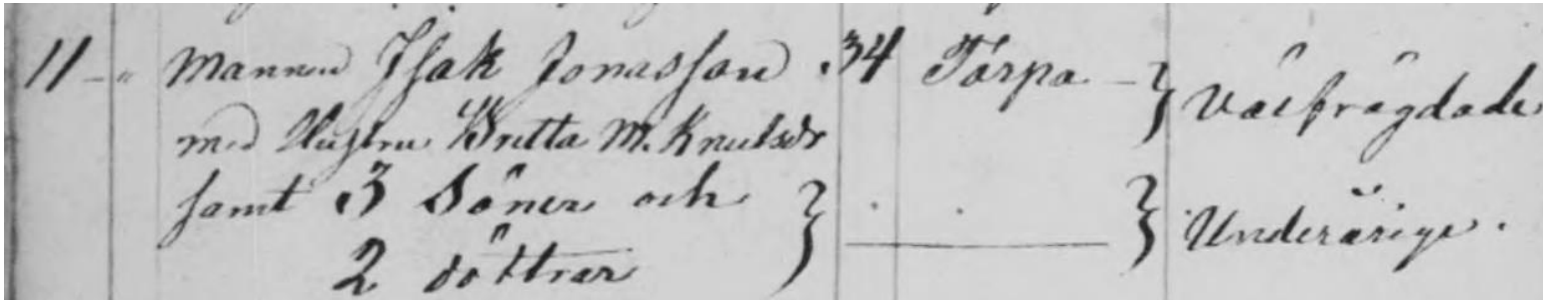 11 - " Mannen Isak Jonasson 34 Torpa - } Välfrägdade
med Hustru Britta M. Knutsdr
samt 3 Söner och } } Underårige.
2 döttrar